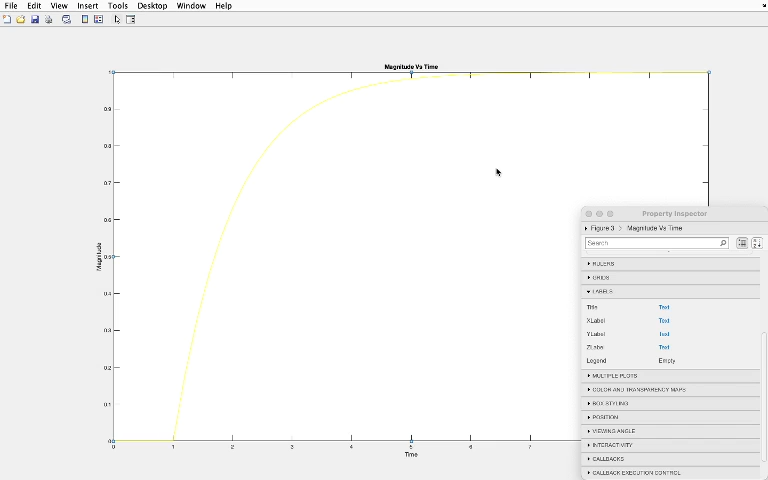 File Edit View Insert Tools Desktop Window Help
Magnitude Vs Time
1
0.9
0.8
0.7
0.6
0.5
0.4
0.3
0.2
0.1
0
Magnitude
0 1 2 3 4 5 6 7
Time
Property Inspector
Figure 3 > Magnitude Vs Time
Search
RULERS
GRIDS
LABELS
Title Text
XLabel Text
YLabel Text
ZLabel Text
Legend Empty
MULTIPLE PLOTS
COLOR AND TRANSPARENCY MAPS
BOX STYLING
POSITION
VIEWING ANGLE
INTERACTIVITY
CALLBACKS
CALLBACK EXECUTION CONTROL